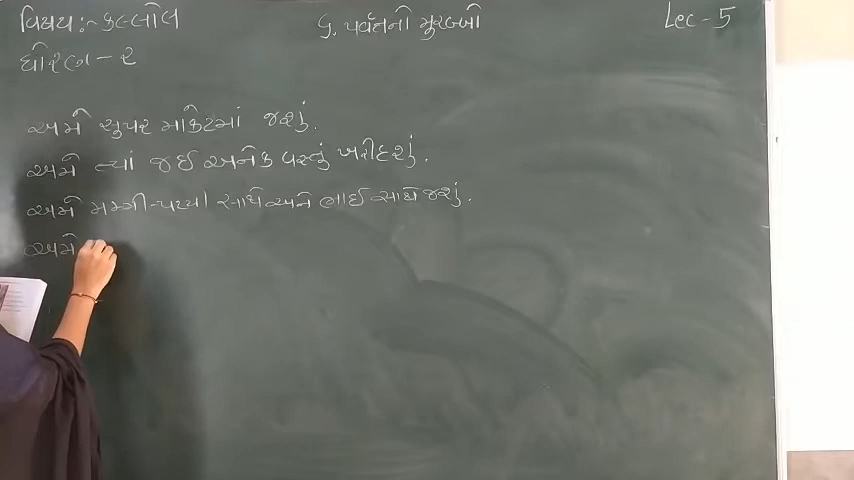 વિષય:- કલ્લોલ
ધોરણ - ૨
૬. પર્વતની મુરબ્બી
Lec - 5
અમે સુપર માર્કેટમાં જશું.
અમે ત્યાં જઈ અનેક વસ્તું ખરીદશું.
અમે મમ્મી-પપ્પા સાથે અને ભાઈ સાથે જશું.
અમે